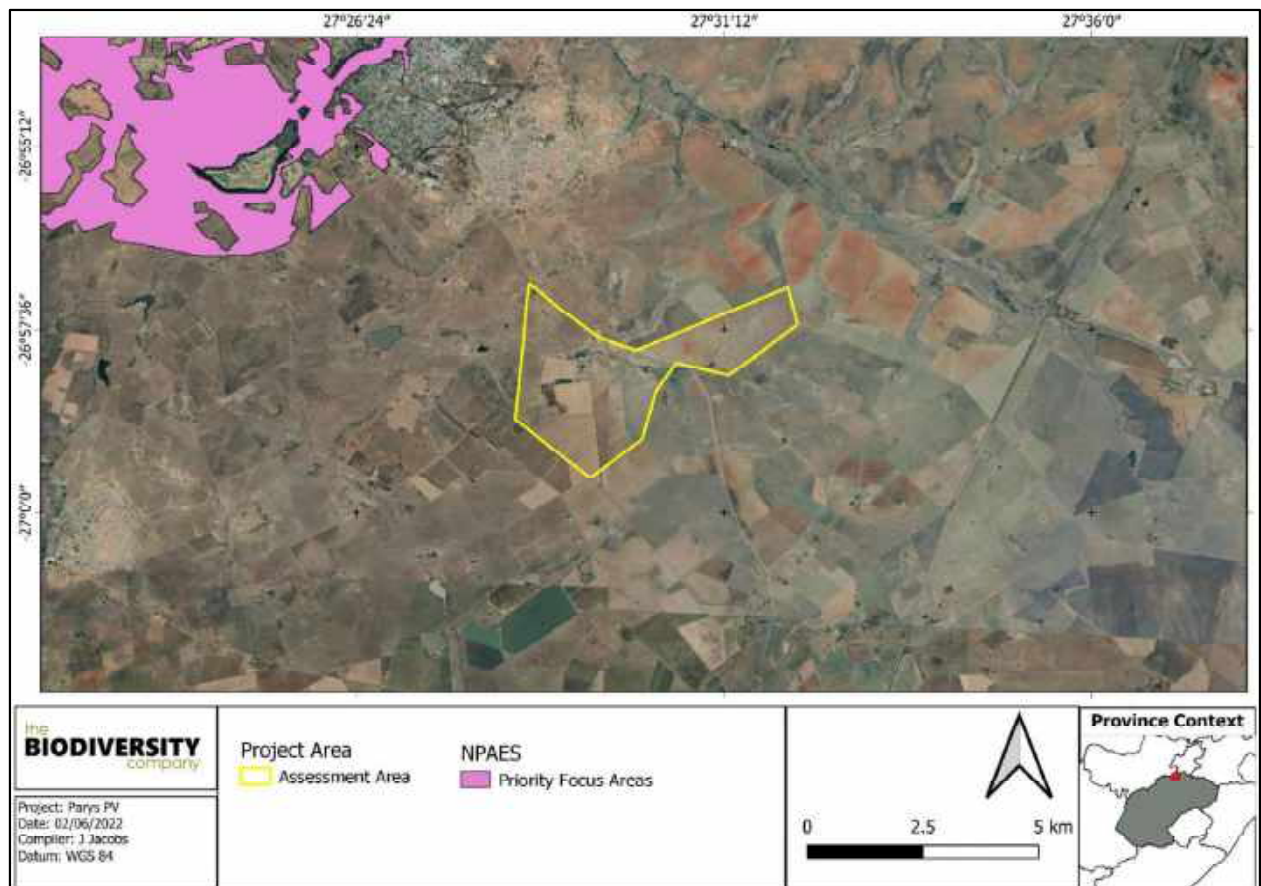 27°26'24" 27°31'12" 27°36'0"
-26°55'12"
-26°57'36"
-27°0'0"
the
BIODIVERSITY
company
Project: Parys PV
Date: 02/06/2022
Compiler: J Jacobs
Datum: WGS 84
Project Area
Assessment Area
NPAES
Priority Focus Areas
0 2.5 5 km
Province Context